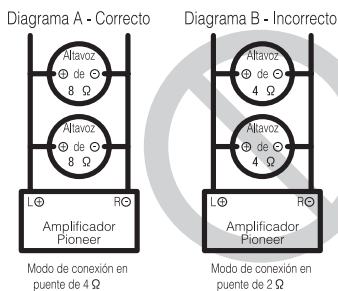 Diagrama A - Correcto
Altavoz
⊕ de ⊖
8 Ω
Altavoz
⊕ de ⊖
8 Ω
L⊕ R⊖
Amplificador
Pioneer
Modo de conexión en
puente de 4 Ω
Diagrama B - Incorrecto
Altavoz
⊕ de ⊖
4 Ω
Altavoz
⊕ de ⊖
4 Ω
L⊕ R⊖
Amplificador
Pioneer
Modo de conexión en
puente de 2 Ω